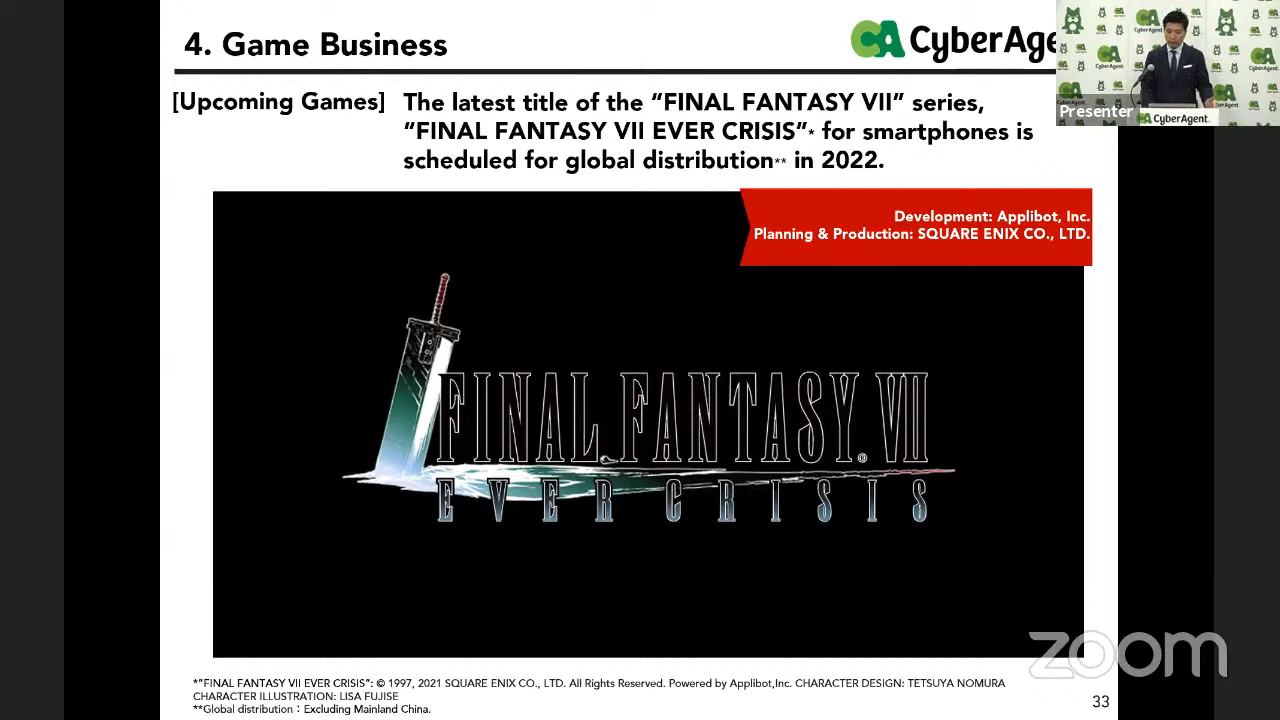 4. Game Business
CA CyberAge
Presenter
CyberAgent.
[Upcoming Games]
The latest title of the ”FINAL FANTASY VII” series,
”FINAL FANTASY VII EVER CRISIS”* for smartphones is
scheduled for global distribution** in 2022.
Development: Applibot, Inc.
Planning & Production: SQUARE ENIX CO., LTD.
FINAL FANTASY® VII
EVER CRISIS
zoom
*”FINAL FANTASY VII EVER CRISIS”: © 1997, 2021 SQUARE ENIX CO., LTD. All Rights Reserved. Powered by Applibot,Inc. CHARACTER DESIGN: TETSUYA NOMURA
CHARACTER ILLUSTRATION: LISA FUJISE
**Global distribution：Excluding Mainland China.
33